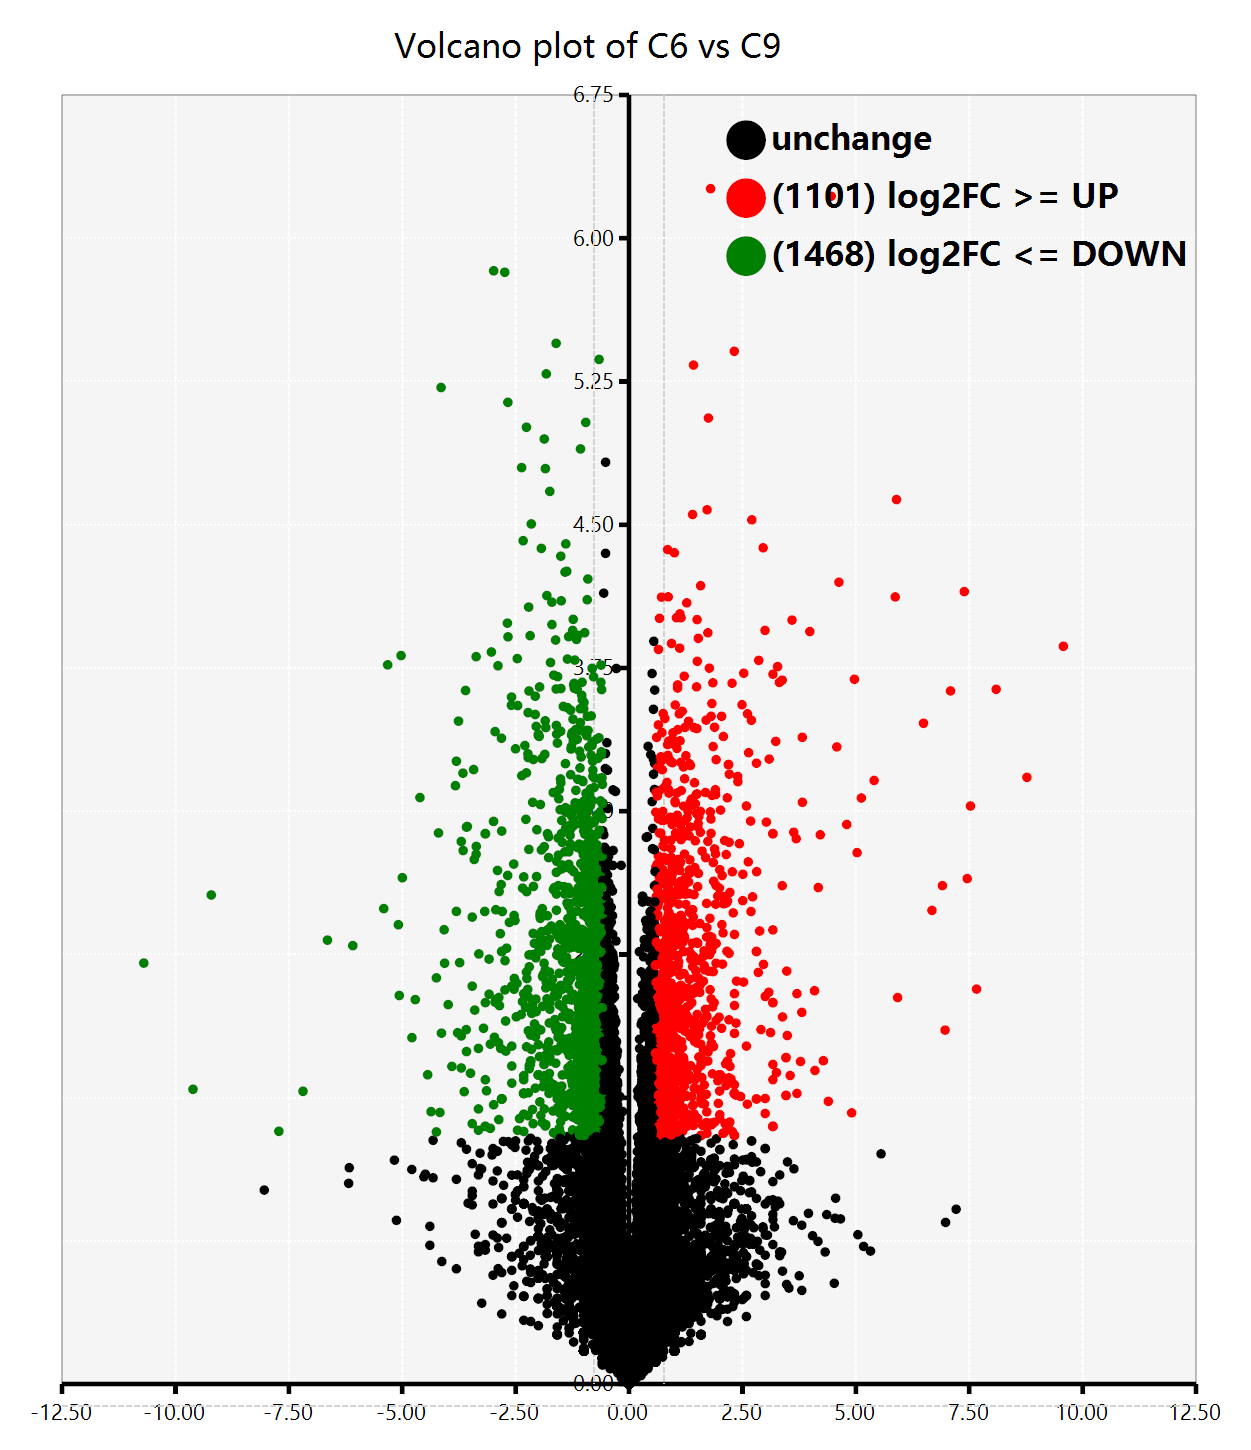 Volcano plot of C6 vs C9
6.75
unchange
(1101) log2FC >= UP
6.00
(1468) log2FC <= DOWN
5.25
4.50
3.75
0.00
-12.50 -10.00 -7.50 -5.00 -2.50 0.00 2.50 5.00 7.50 10.00 12.50